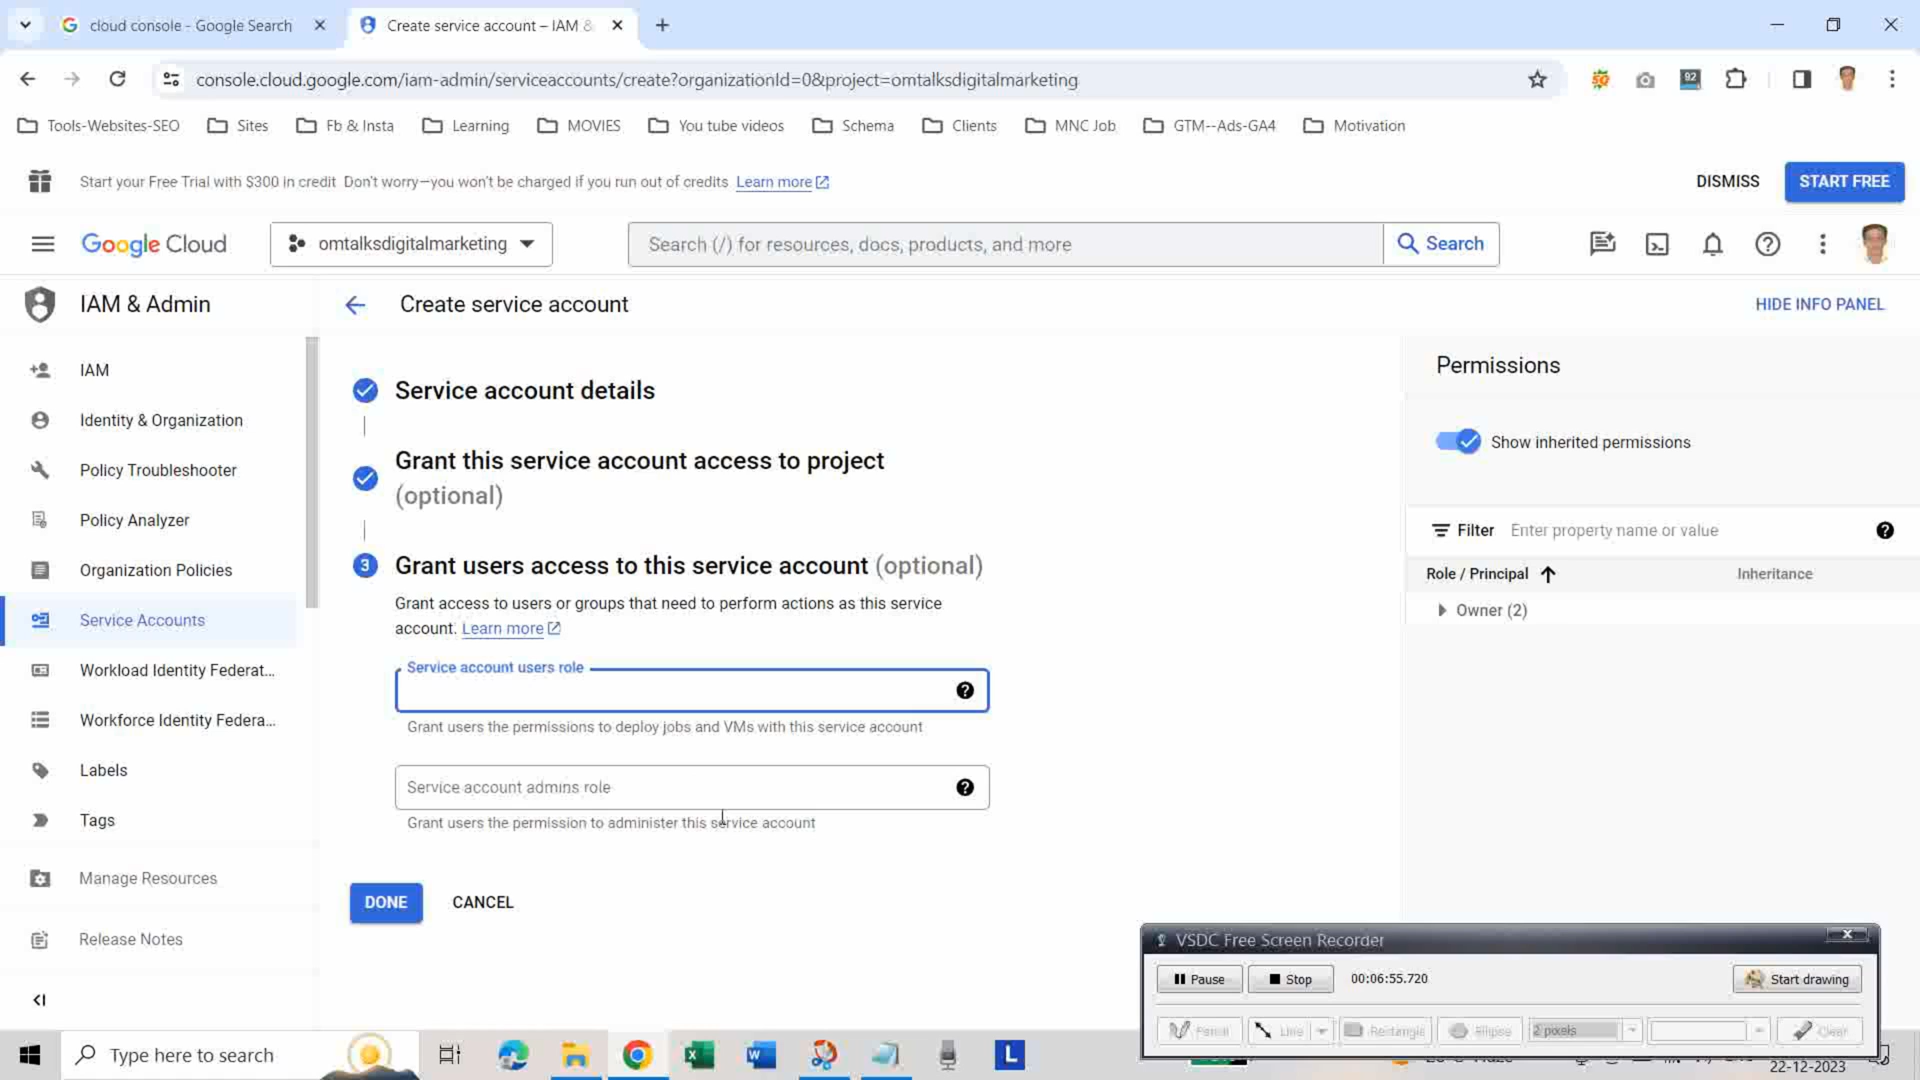 cloud console - Google Search
Create service account – IAM &
console.cloud.google.com/iam-admin/serviceaccounts/create?organizationId=0&project=omtalksdigitalmarketing
92
Tools-Websites-SEO
Sites
Fb & Insta
Learning
MOVIES
You tube videos
Schema
Clients
MNC Job
GTM--Ads-GA4
Motivation
Start your Free Trial with $300 in credit. Don't worry—you won't be charged if you run out of credits. Learn more
DISMISS
START FREE
Google Cloud
omtalksdigitalmarketing
Search (/) for resources, docs, products, and more
Search
IAM & Admin
Create service account
HIDE INFO PANEL
IAM
Identity & Organization
Policy Troubleshooter
Policy Analyzer
Organization Policies
Service Accounts
Workload Identity Federat...
Workforce Identity Federa...
Labels
Tags
Manage Resources
Release Notes
Service account details
Grant this service account access to project
(optional)
3
Grant users access to this service account (optional)
Grant access to users or groups that need to perform actions as this service
account. Learn more
Service account users role
Grant users the permissions to deploy jobs and VMs with this service account
Service account admins role
Grant users the permission to administer this service account
DONE
CANCEL
Permissions
Show inherited permissions
Filter
Enter property name or value
Role / Principal
Inheritance
Owner (2)
VSDC Free Screen Recorder
Pause
Stop
00:06:55.720
Start drawing
Pencil
Line
Rectangle
Ellipse
2 pixels
Clear
Type here to search
L
22-12-2023